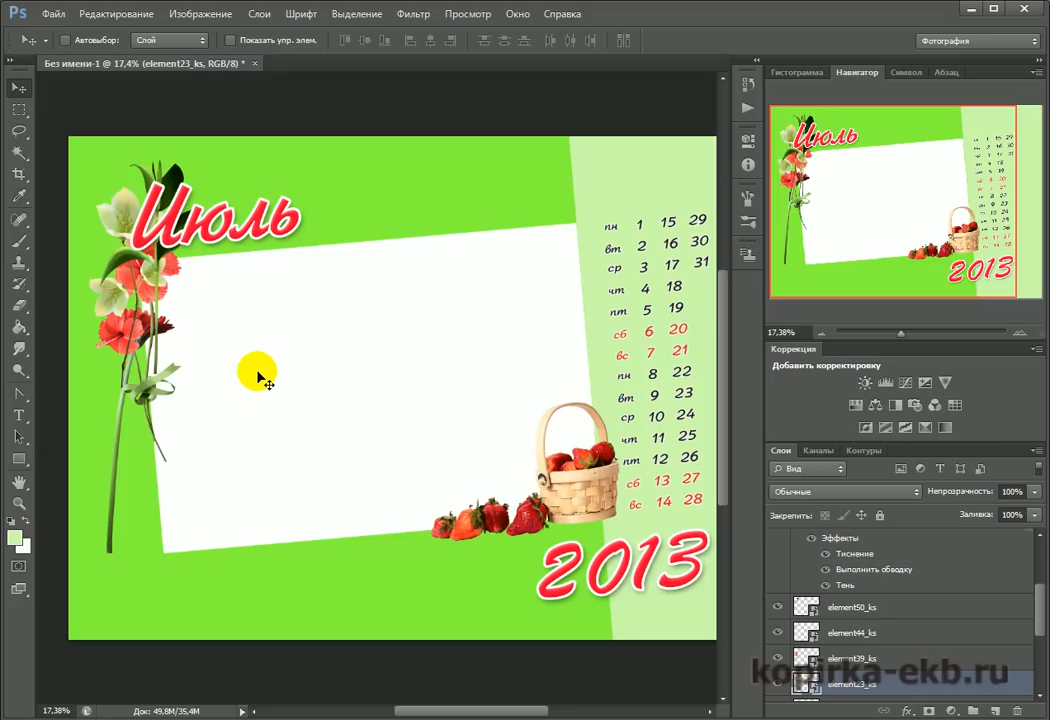 Ps Файл Редактирование Изображение Слои Шрифт Выделение Фильтр Просмотр Окно Справка
Автовыбор: Слой Показать упр. элем. Фотография
Без имени-1 @ 17,4% (element23_ks, RGB/8) * ×
Гистограмма Навигатор Символ Абзац
Июль
2013
17,38%
Июль
пн 1 15 29
вт 2 16 30
ср 3 17 31
чт 4 18
пт 5 19
сб 6 20
вс 7 21
пн 8 22
вт 9 23
ср 10 24
чт 11 25
пт 12 26
сб 13 27
вс 14 28
2013
Коррекция
Добавить корректировку
Слои Каналы Контуры
Вид
Обычные Непрозрачность: 100%
Закрепить: Заливка: 100%
Эффекты
Тиснение
Выполнить обводку
Тень
element50_ks
element44_ks
element39_ks
element23_ks
kopirka-ekb.ru
17,38% Док: 49,8M/35,4M